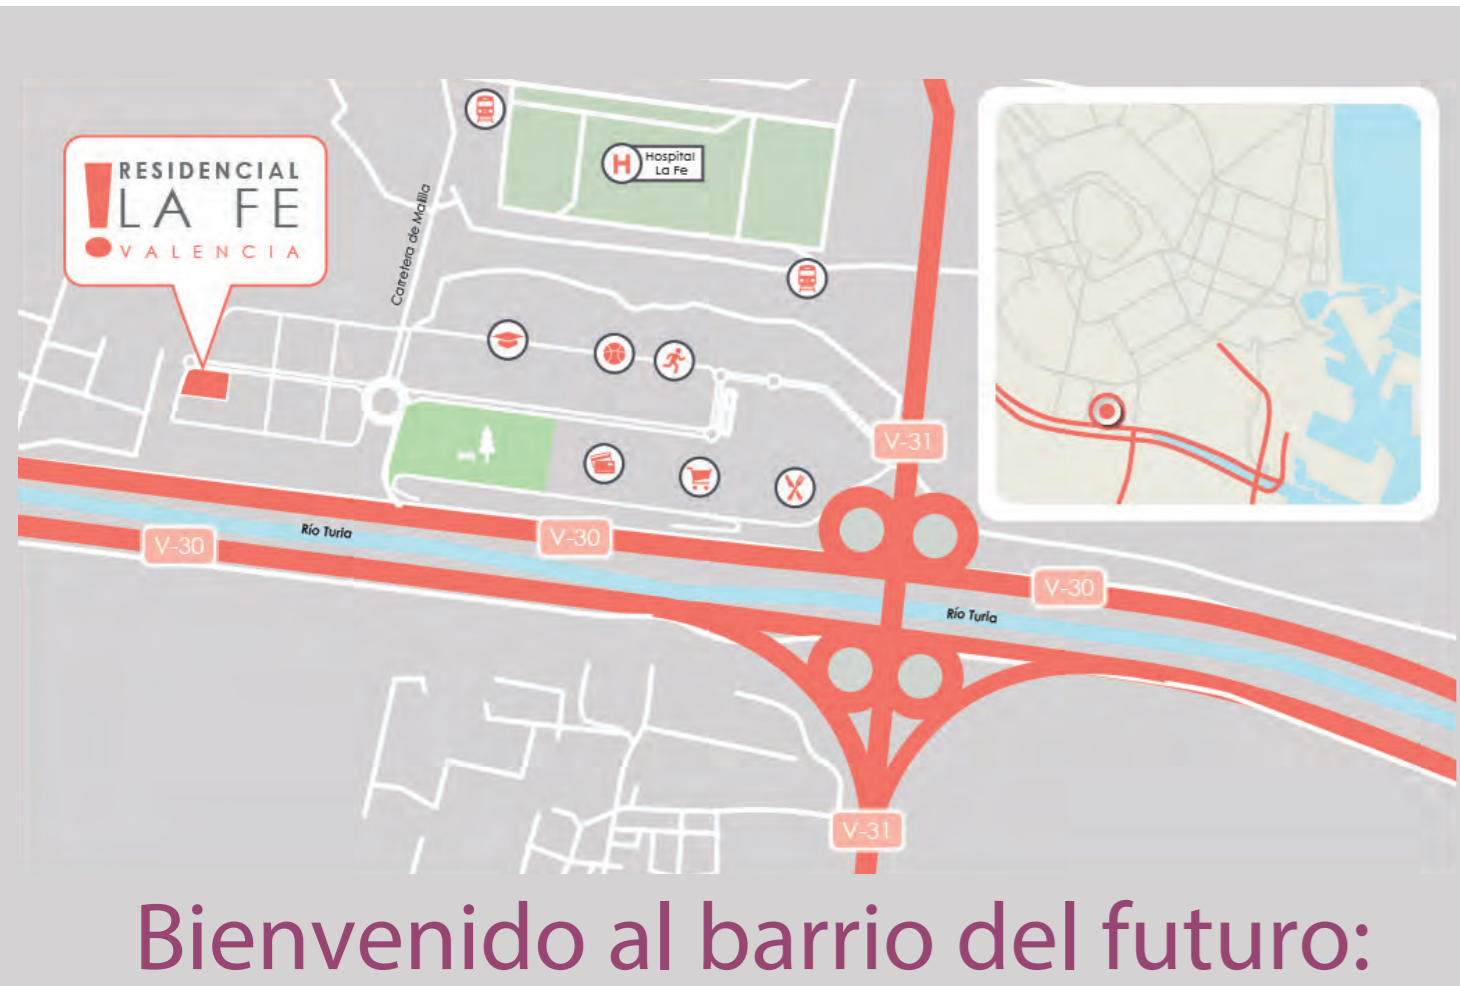 RESIDENCIAL
LA FE
VALENCIA
Hospital
La Fe
Carretera de Malilla
V-31
Río Turia
V-30
V-30
V-30
Río Turia
V-31
Bienvenido al barrio del futuro: